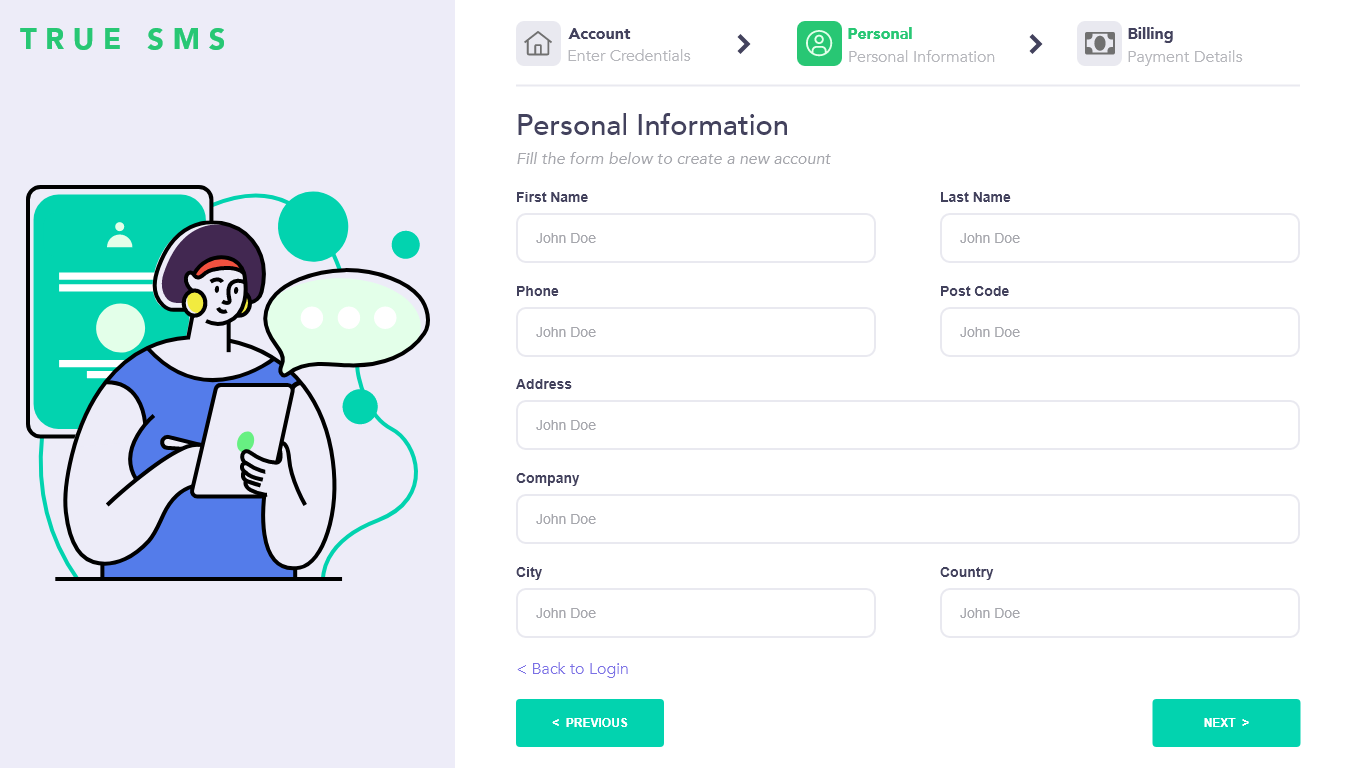 TRUE SMS
Account
Enter Credentials
Personal
Personal Information
Billing
Payment Details
Personal Information
Fill the form below to create a new account
First Name
Last Name
John Doe
John Doe
Phone
Post Code
John Doe
John Doe
Address
John Doe
Company
John Doe
City
Country
John Doe
John Doe
< Back to Login
< PREVIOUS
NEXT >